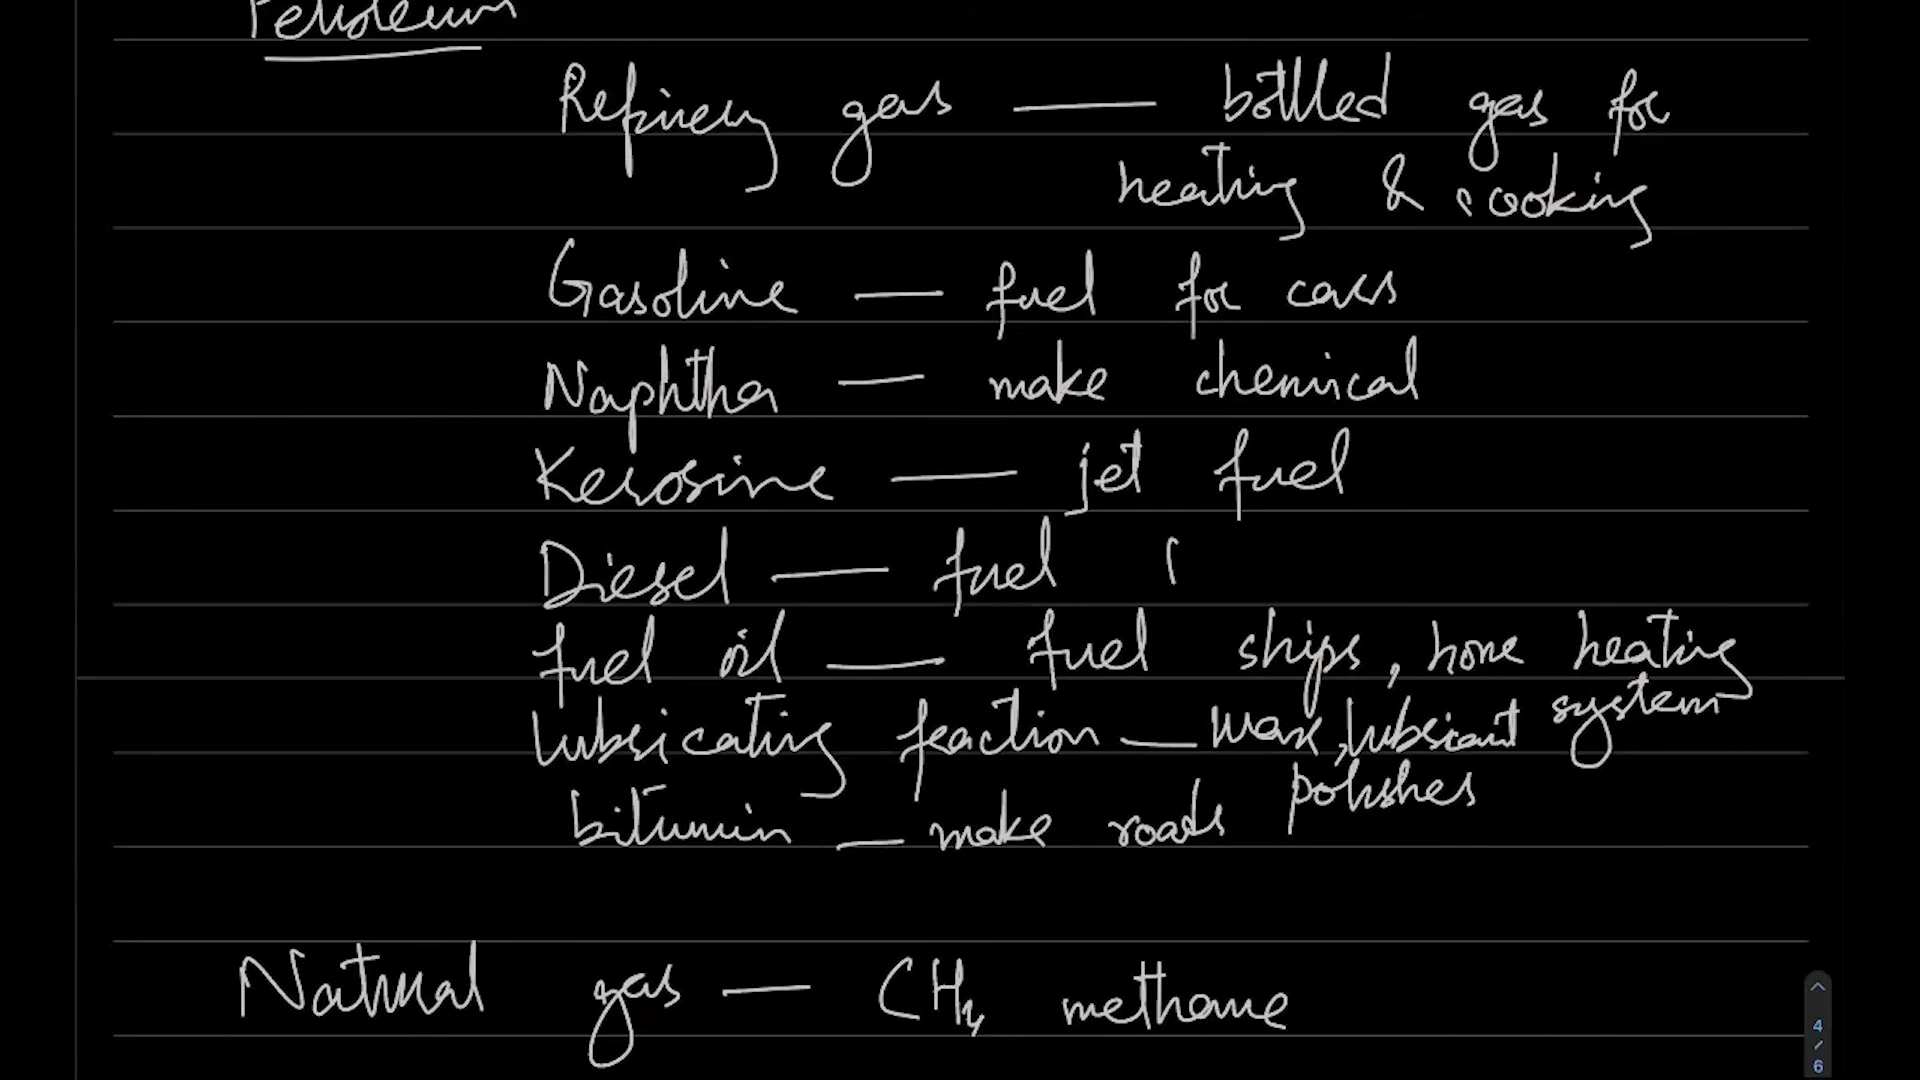 Petroleum
Refinery gas — bottled gas for
heating & cooking
Gasoline — fuel for cars
Naphtha — make chemical
Kerosine — jet fuel
Diesel — fuel (
fuel oil — fuel ships, home heating
system
lubricating fraction — wax, lubricant
polishes
bitumin — make roads
Natural gas — CH4 methane
4
/
6